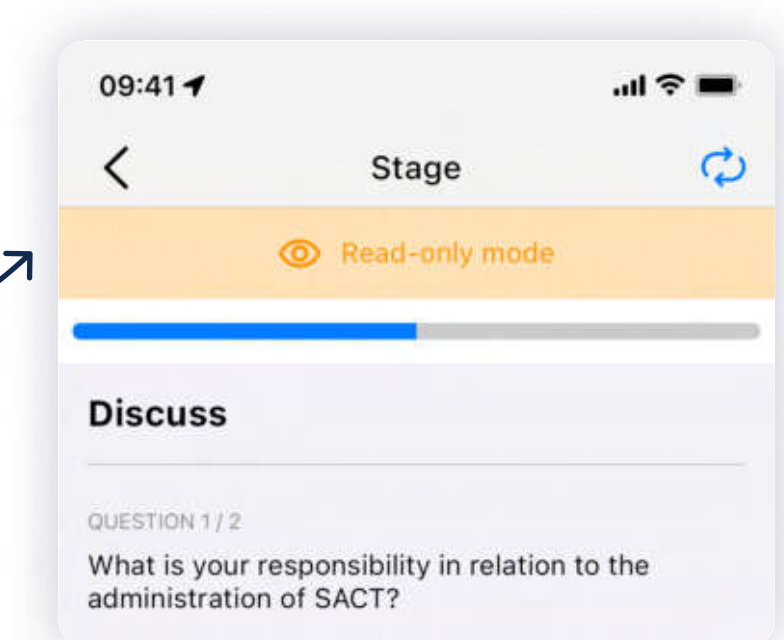 09:41
Stage
Read-only mode
Discuss
QUESTION 1 / 2
What is your responsibility in relation to the
administration of SACT?